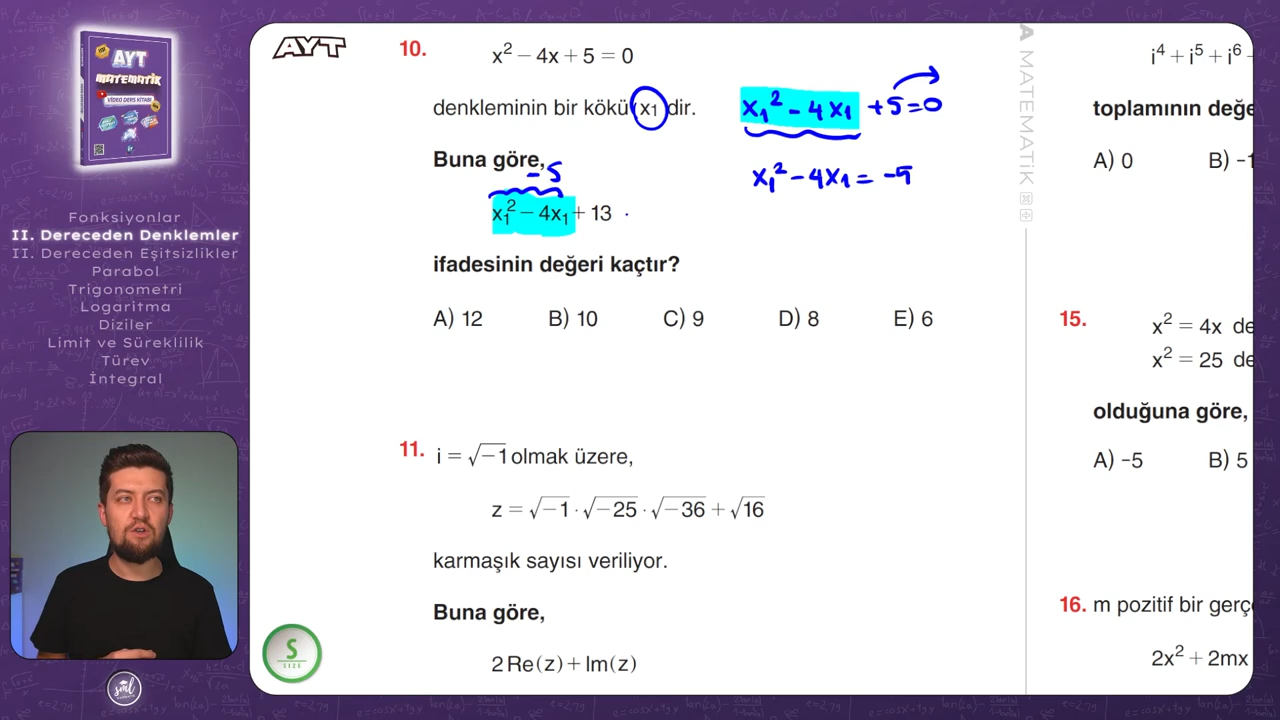 AYT
MATEMATİK
VİDEO DERS KİTABI
Fonksiyonlar
II. Dereceden Denklemler
II. Dereceden Eşitsizlikler
Parabol
Trigonometri
Logaritma
Diziler
Limit ve Süreklilik
Türev
İntegral
sml
AYT
10. x² − 4x + 5 = 0
denkleminin bir kökü x₁ dir.
Buna göre,
−5
x₁² − 4x₁ + 13
ifadesinin değeri kaçtır?
A) 12 B) 10 C) 9 D) 8 E) 6
x₁² − 4x₁ + 5 = 0
x₁² − 4x₁ = −5
11. i = √−1 olmak üzere,
z = √−1 · √−25 · √−36 + √16
karmaşık sayısı veriliyor.
Buna göre,
2 Re(z) + Im(z)
S
SIZE
A MATEMATİK
i⁴ + i⁵ + i⁶ −
toplamının değe
A) 0 B) −1
15. x² = 4x de
x² = 25 de
olduğuna göre,
A) −5 B) 5
16. m pozitif bir gerçe
2x² + 2mx